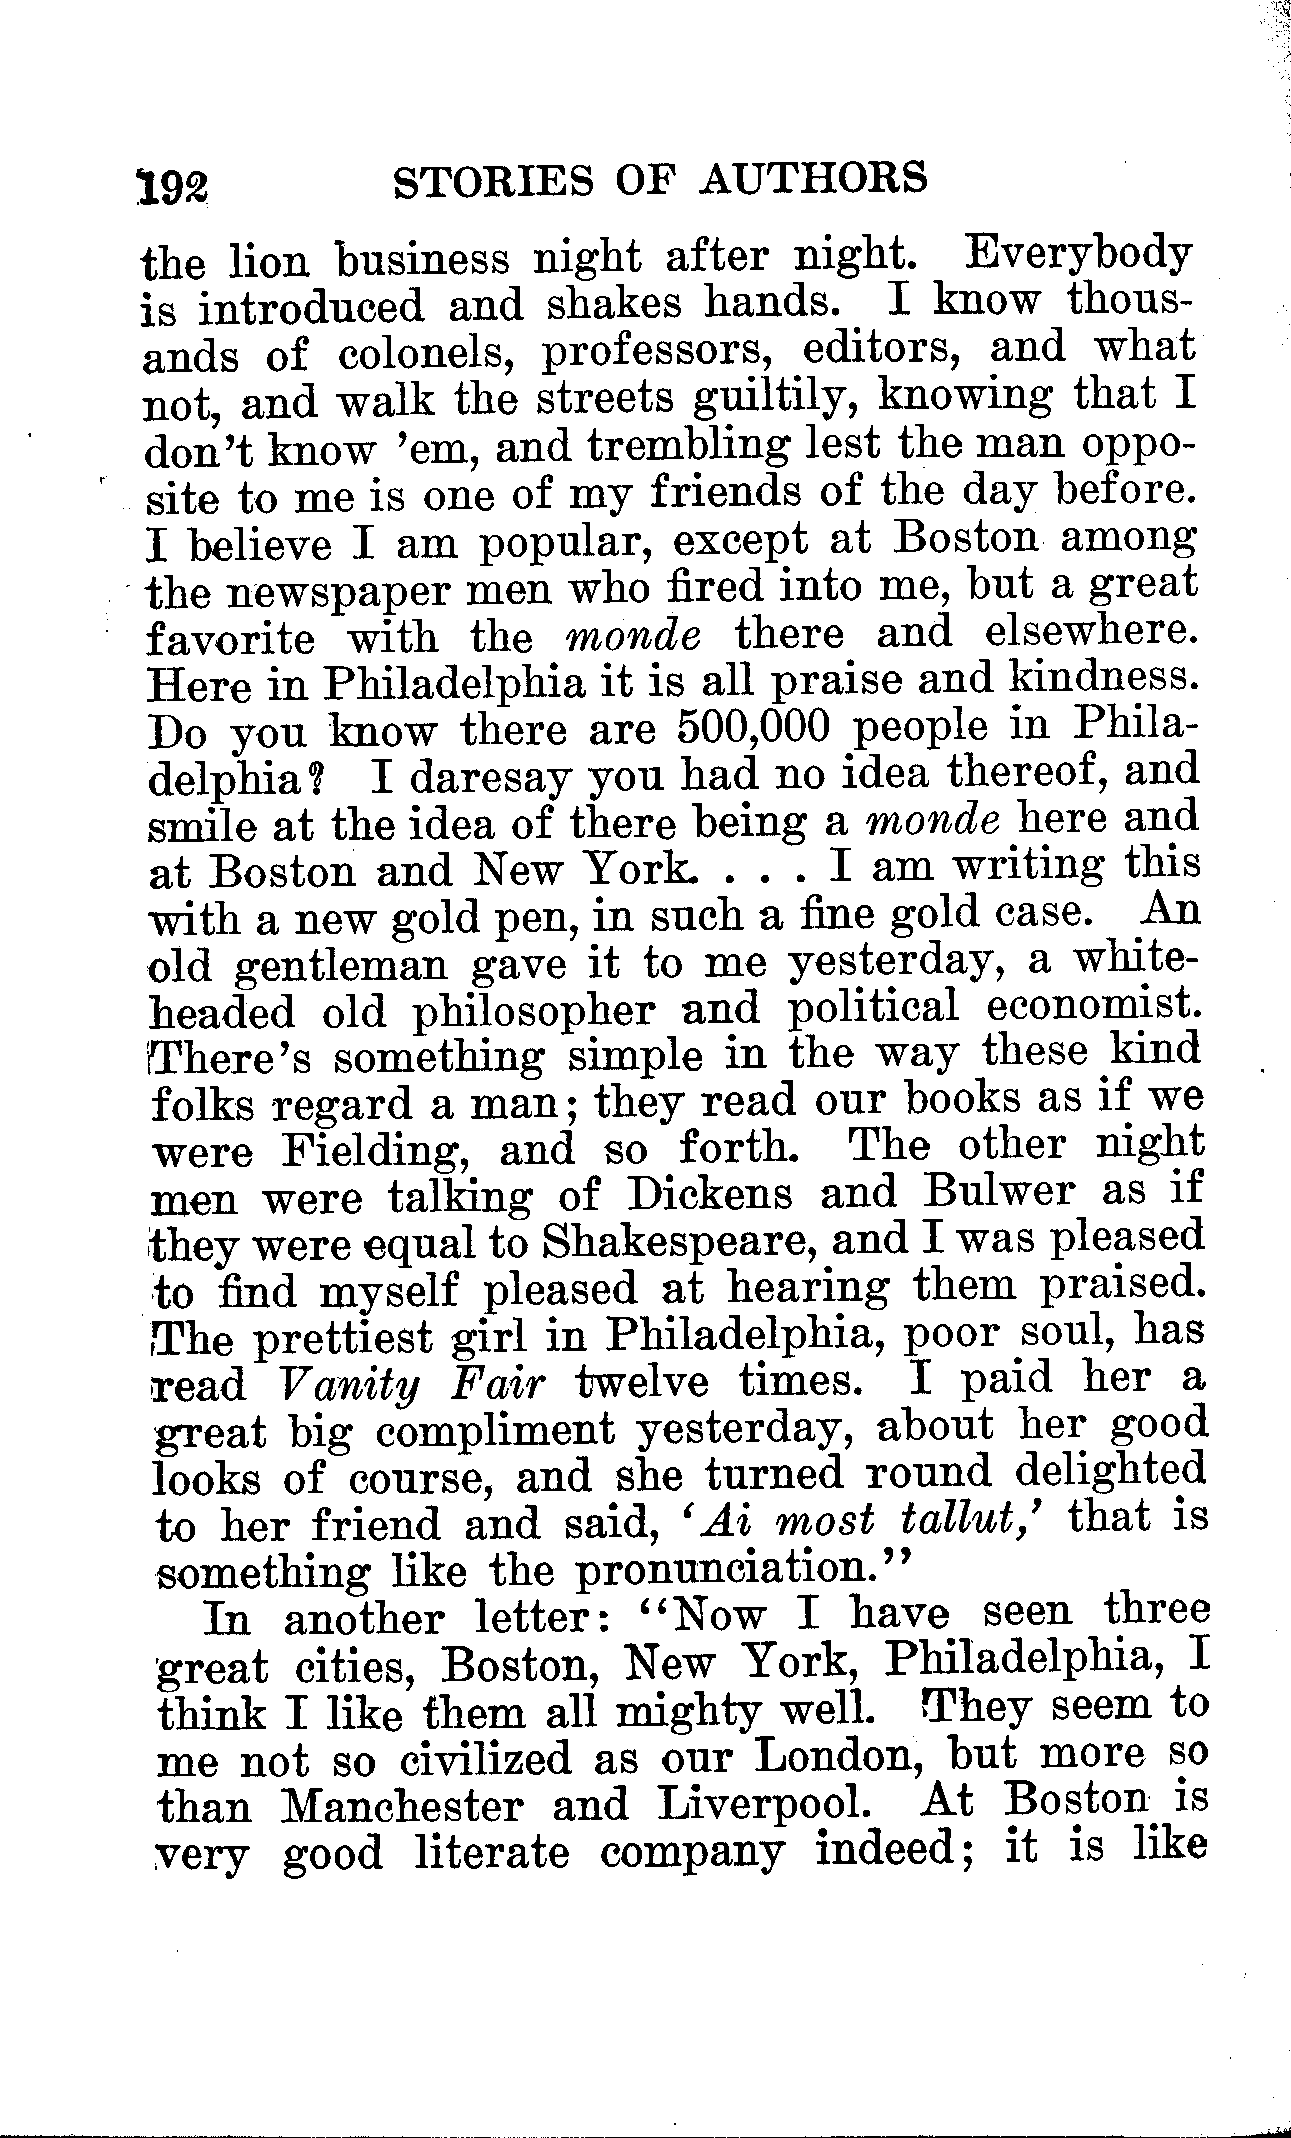 192 STORIES OF AUTHORS
the lion business night after night. Everybody
is introduced and shakes hands. I know thous-
ands of colonels, professors, editors, and what
not, and walk the streets guiltily, knowing that I
don't know 'em, and trembling lest the man oppo-
site to me is one of my friends of the day before.
I believe I am popular, except at Boston among
the newspaper men who fired into me, but a great
favorite with the monde there and elsewhere.
Here in Philadelphia it is all praise and kindness.
Do you know there are 500,000 people in Phila-
delphia? I daresay you had no idea thereof, and
smile at the idea of there being a monde here and
at Boston and New York. . . . I am writing this
with a new gold pen, in such a fine gold case. An
old gentleman gave it to me yesterday, a white-
headed old philosopher and political economist.
There's something simple in the way these kind
folks regard a man; they read our books as if we
were Fielding, and so forth. The other night
men were talking of Dickens and Bulwer as if
they were equal to Shakespeare, and I was pleased
to find myself pleased at hearing them praised.
The prettiest girl in Philadelphia, poor soul, has
read Vanity Fair twelve times. I paid her a
great big compliment yesterday, about her good
looks of course, and she turned round delighted
to her friend and said, 'Ai most tallut,' that is
something like the pronunciation."
In another letter: "Now I have seen three
great cities, Boston, New York, Philadelphia, I
think I like them all mighty well. They seem to
me not so civilized as our London, but more so
than Manchester and Liverpool. At Boston is
very good literate company indeed; it is like